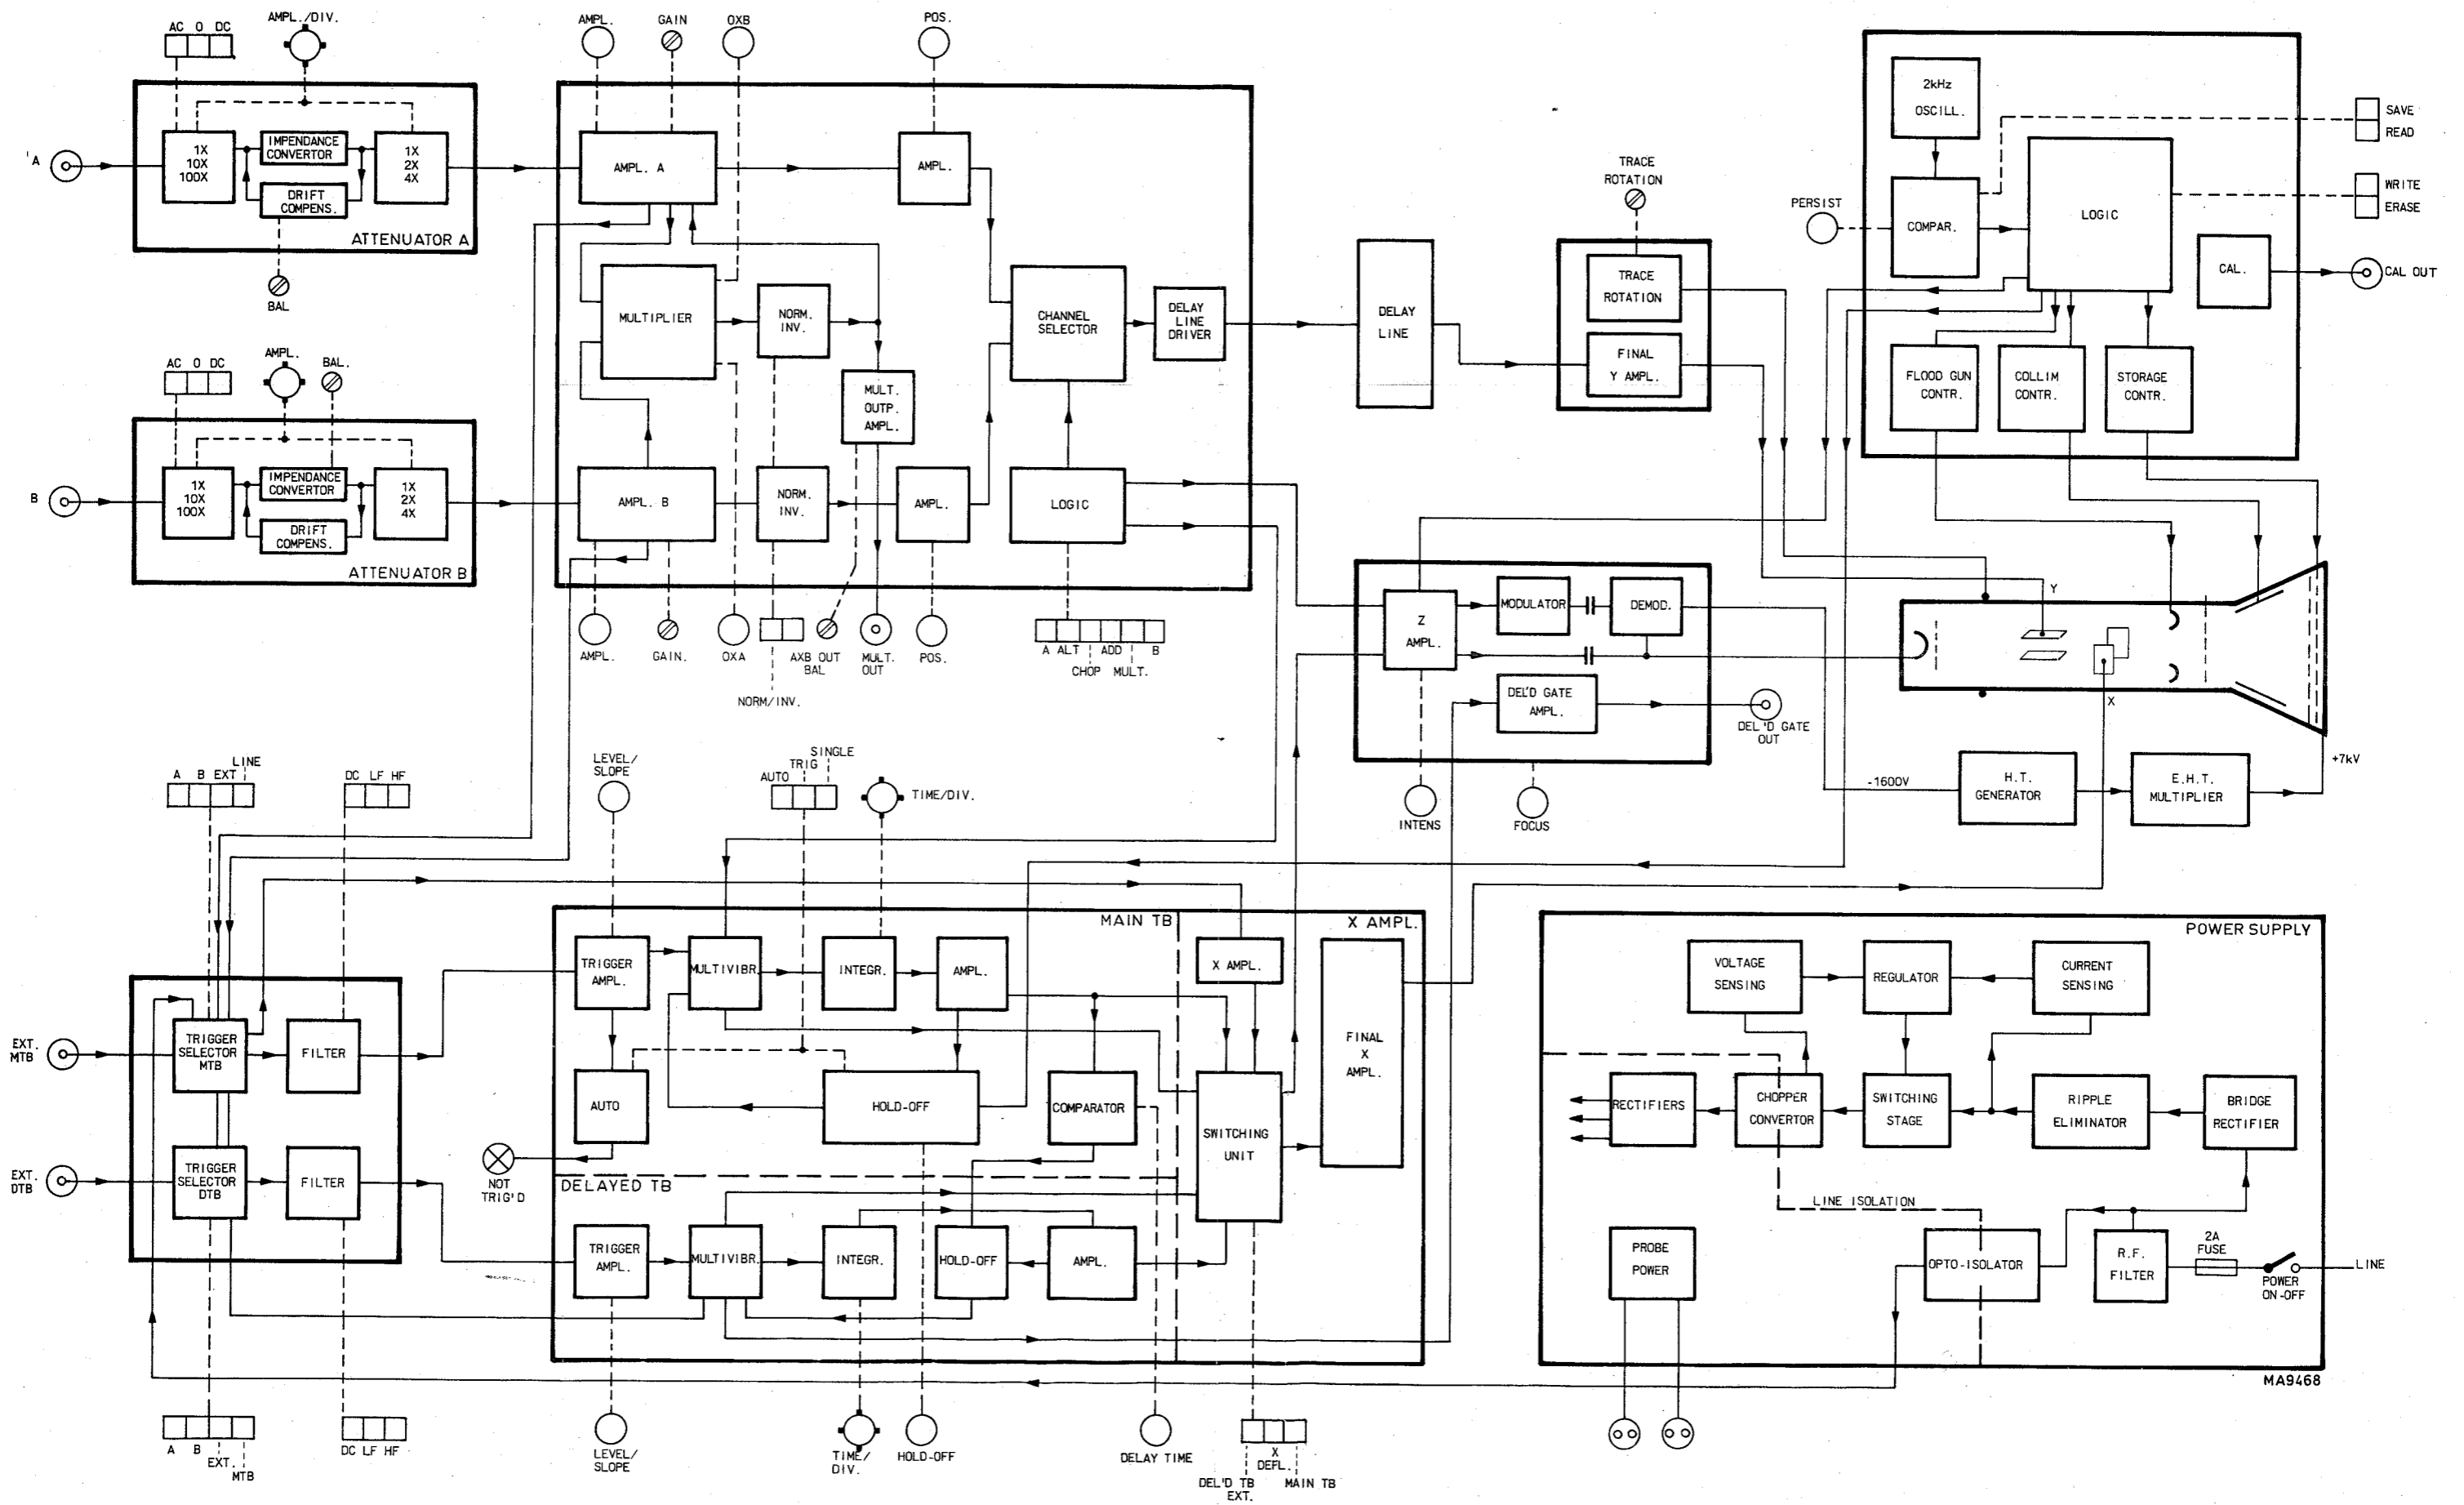 AC O DC
AMPL./DIV.
'A
1X
10X
100X
IMPENDANCE
CONVERTOR
DRIFT
COMPENS.
1X
2X
4X
ATTENUATOR A
BAL
AC O DC
AMPL.
BAL.
B
1X
10X
100X
IMPENDANCE
CONVERTOR
DRIFT
COMPENS.
1X
2X
4X
ATTENUATOR B
AMPL.
GAIN
OXB
POS.
AMPL. A
AMPL.
MULTIPLIER
NORM.
INV.
MULT.
OUTP.
AMPL.
CHANNEL
SELECTOR
DELAY
LINE
DRIVER
AMPL. B
NORM.
INV.
AMPL.
LOGIC
AMPL.
GAIN.
OXA
NORM/INV.
AXB OUT
BAL
MULT.
OUT
POS.
A ALT ADD B
CHOP MULT.
DELAY
LINE
TRACE
ROTATION
TRACE
ROTATION
FINAL
Y AMPL.
2kHz
OSCILL.
PERSIST
COMPAR.
LOGIC
CAL.
SAVE
READ
WRITE
ERASE
CAL OUT
FLOOD GUN
CONTR.
COLLIM
CONTR.
STORAGE
CONTR.
Z
AMPL.
MODULATOR
DEMOD.
DEL'D GATE
AMPL.
DEL'D GATE
OUT
INTENS
FOCUS
Y
X
-1600V
H.T.
GENERATOR
E.H.T.
MULTIPLIER
+7kV
A B EXT LINE
DC LF HF
LEVEL/
SLOPE
AUTO TRIG SINGLE
TIME/DIV.
EXT.
MTB
TRIGGER
SELECTOR
MTB
FILTER
EXT.
DTB
TRIGGER
SELECTOR
DTB
FILTER
A B EXT. MTB
DC LF HF
MAIN TB
X AMPL.
TRIGGER
AMPL.
MULTIVIBR.
INTEGR.
AMPL.
X AMPL.
FINAL
X
AMPL.
AUTO
HOLD-OFF
COMPARATOR
SWITCHING
UNIT
NOT
TRIG'D
DELAYED TB
TRIGGER
AMPL.
MULTIVIBR.
INTEGR.
HOLD-OFF
AMPL.
LEVEL/
SLOPE
TIME/
DIV.
HOLD-OFF
DELAY TIME
X
DEFL.
DEL'D TB
EXT.
MAIN TB
POWER SUPPLY
VOLTAGE
SENSING
REGULATOR
CURRENT
SENSING
RECTIFIERS
CHOPPER
CONVERTOR
SWITCHING
STAGE
RIPPLE
ELIMINATOR
BRIDGE
RECTIFIER
LINE ISOLATION
PROBE
POWER
OPTO-ISOLATOR
R.F.
FILTER
2A
FUSE
POWER
ON-OFF
LINE
MA9468